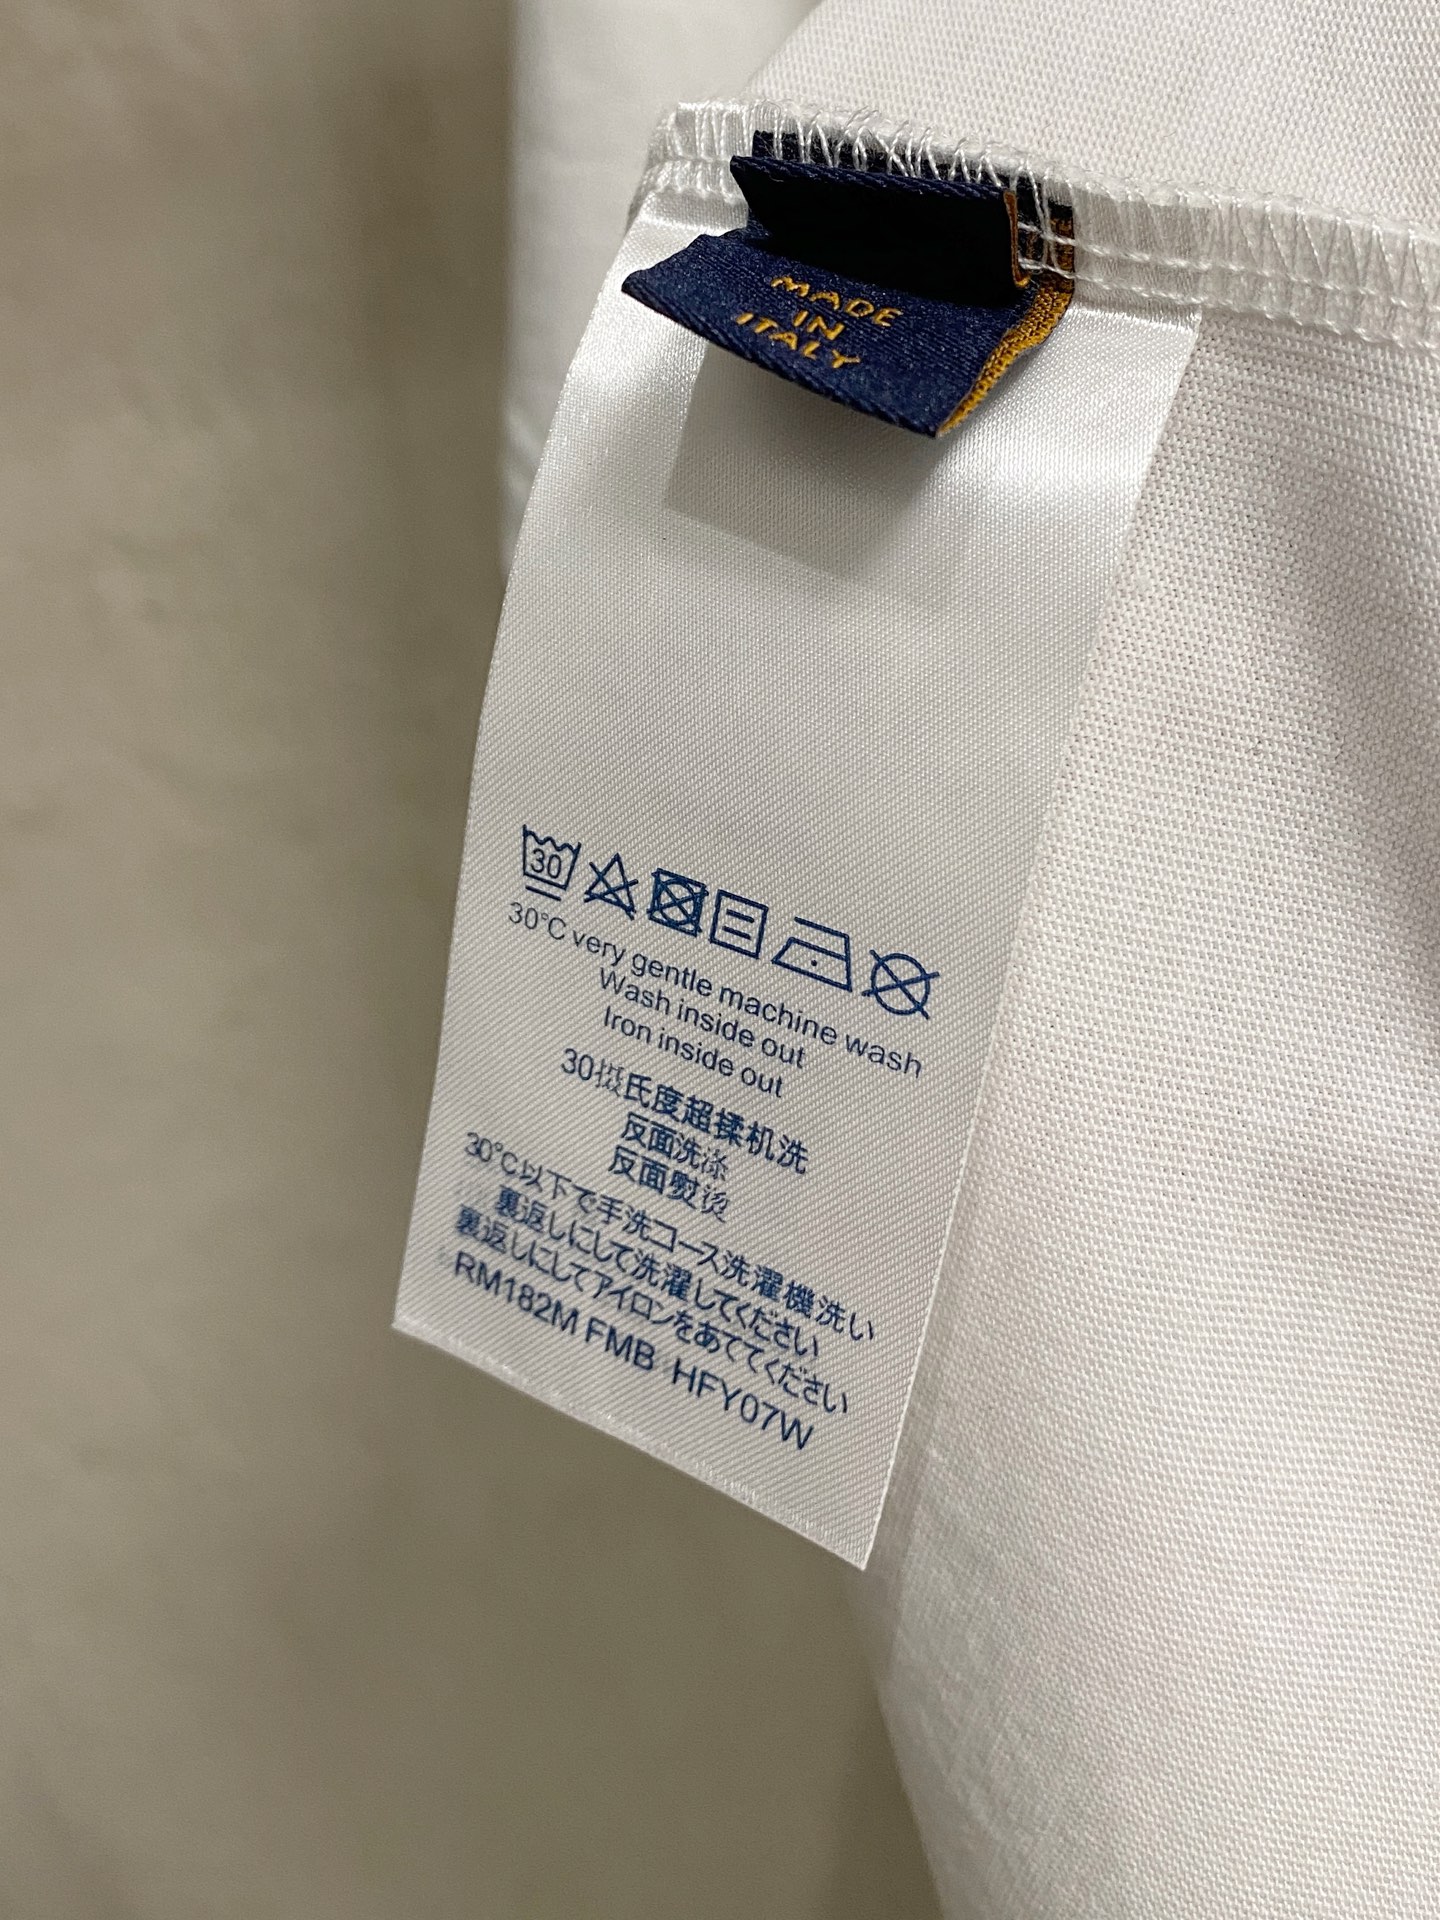 MADE
IN
ITALY
30
30°C very gentle machine wash
Wash inside out
Iron inside out
30摄氏度超揉机洗
反面洗涤
反面熨烫
30°C以下で手洗コース洗濯機洗い
裏返しにして洗濯してください
裏返しにしてアイロンをあててください
RM182M FMB HFY07W